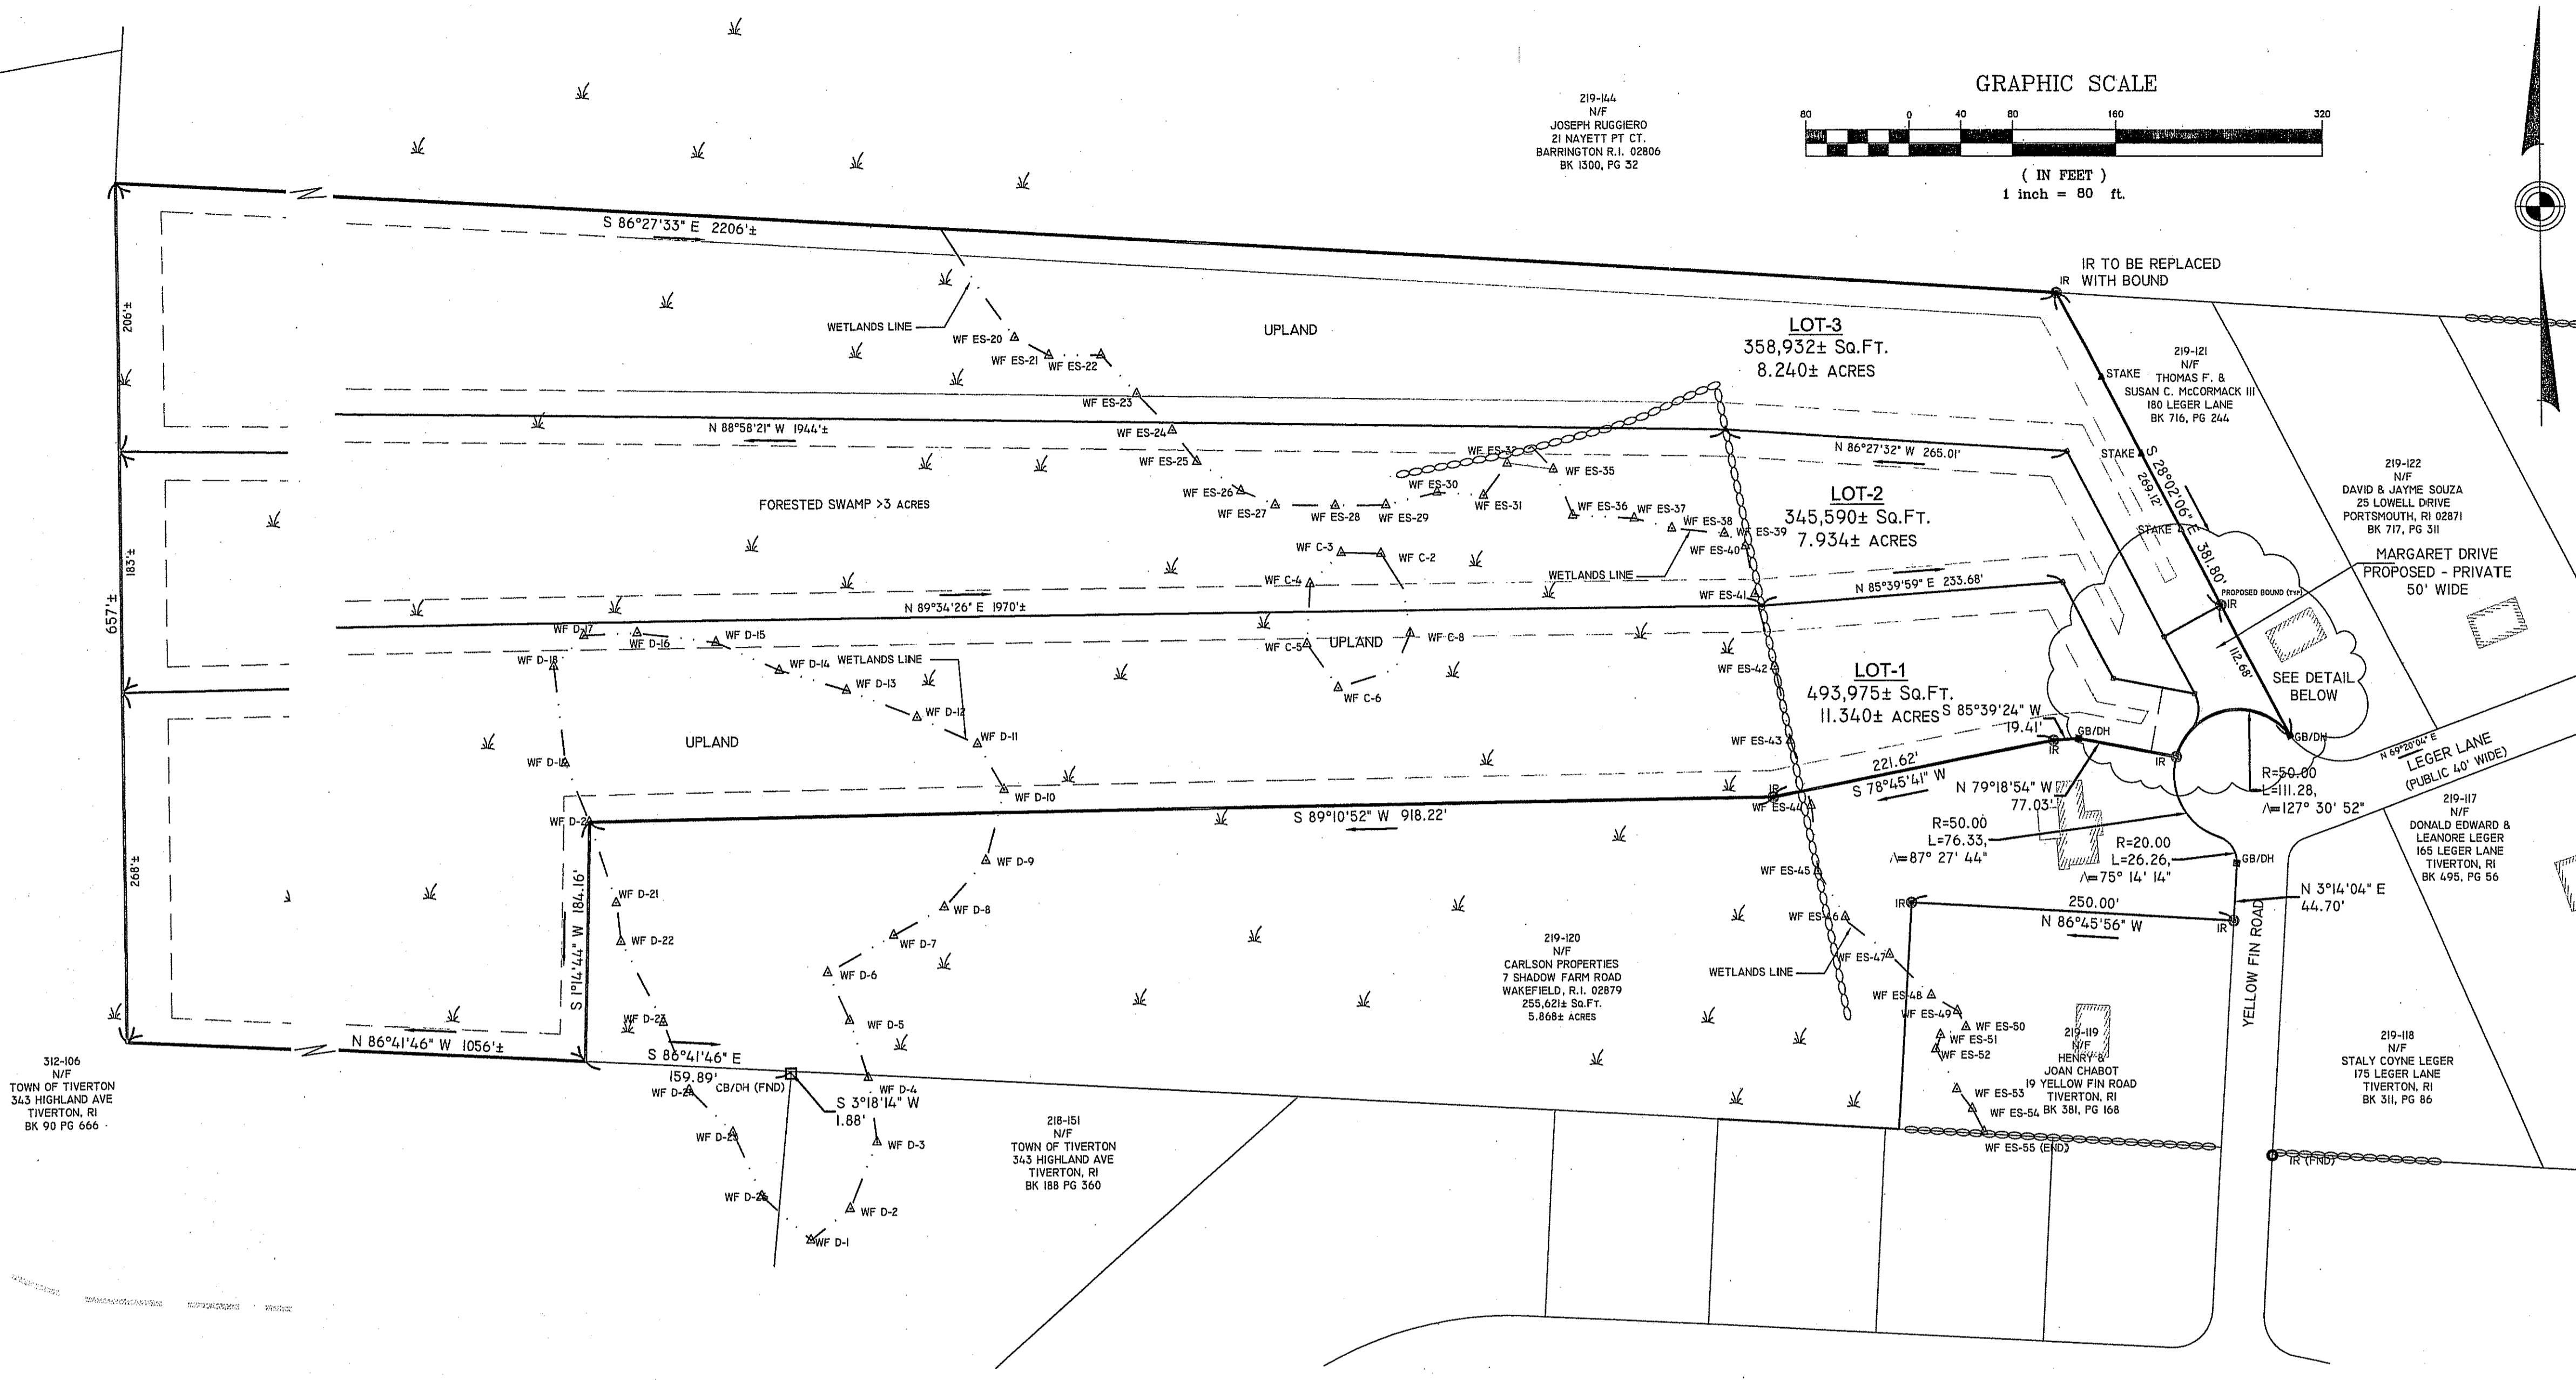 219-144
N/F
JOSEPH RUGGIERO
21 NAYETT PT CT.
BARRINGTON R.I. 02806
BK 1300, PG 32
GRAPHIC SCALE
80 0 40 80 160 320
( IN FEET )
1 inch = 80 ft.
IR TO BE REPLACED
WITH BOUND
IR
S 86°27'33" E 2206'±
206'±
WETLANDS LINE
WF ES-20
WF ES-21
WF ES-22
WF ES-23
UPLAND
LOT-3
358,932± SQ.FT.
8.240± ACRES
STAKE
219-121
N/F
THOMAS F. &
SUSAN C. McCORMACK III
180 LEGER LANE
BK 716, PG 244
N 88°58'21" W 1944'±
WF ES-24
WF ES-25
WF ES-26
WF ES-27
WF ES-28
WF ES-29
WF ES-30
WF ES-31
WF ES-35
WF ES-36
WF ES-37
WF ES-38
WF ES-39
WF ES-40
N 86°27'32" W 265.01'
STAKE
S 28°02'06" E 381.80'
269.12'
STAKE
219-122
N/F
DAVID & JAYME SOUZA
25 LOWELL DRIVE
PORTSMOUTH, RI 02871
BK 717, PG 311
MARGARET DRIVE
PROPOSED - PRIVATE
50' WIDE
FORESTED SWAMP >3 ACRES
LOT-2
345,590± SQ.FT.
7.934± ACRES
183'±
657'±
WF C-3
WF C-2
WF C-4
WETLANDS LINE
WF ES-41
N 85°39'59" E 233.68'
PROPOSED BOUND (TYP)
IR
N 89°34'26" E 1970'±
WF D-17
WF D-16
WF D-15
WF D-18
WF D-14
WETLANDS LINE
WF D-13
WF D-12
WF D-11
WF D-10
UPLAND
WF C-5
UPLAND
WF C-8
WF C-6
WF ES-42
LOT-1
493,975± SQ.FT.
11.340± ACRES
S 85°39'24" W
19.41'
GB/DH
IR
IR
WF ES-43
112.68'
SEE DETAIL
BELOW
GB/DH
N 69°20'04" E
LEGER LANE
(PUBLIC 40' WIDE)
R=50.00
L=111.28,
Δ=127° 30' 52"
221.62'
S 78°45'41" W
N 79°18'54" W
77.03'
IR
WF ES-44
S 89°10'52" W 918.22'
R=50.00
L=76.33,
Δ=87° 27' 44"
R=20.00
L=26.26,
Δ=75° 14' 14"
GB/DH
219-117
N/F
DONALD EDWARD &
LEANORE LEGER
165 LEGER LANE
TIVERTON, RI
BK 495, PG 56
268'±
S 1°14'44" W 184.16'
WF D-21
WF D-22
WF D-9
WF D-8
WF D-7
WF D-6
WF D-5
WF ES-45
WF ES-46
WF ES-47
WETLANDS LINE
IR
250.00'
N 86°45'56" W
IR
N 3°14'04" E
44.70'
YELLOW FIN ROAD
219-120
N/F
CARLSON PROPERTIES
7 SHADOW FARM ROAD
WAKEFIELD, R.I. 02879
255,621± SQ.FT.
5.868± ACRES
WF ES-48
WF ES-49
WF ES-50
WF ES-51
WF ES-52
WF ES-53
WF ES-54
WF ES-55 (END)
219-119
N/F
HENRY &
JOAN CHABOT
19 YELLOW FIN ROAD
TIVERTON, RI
BK 381, PG 168
219-118
N/F
STALY COYNE LEGER
175 LEGER LANE
TIVERTON, RI
BK 311, PG 86
IR (FND)
N 86°41'46" W 1056'±
S 86°41'46" E
159.89'
CB/DH (FND)
S 3°18'14" W
1.88'
WF D-4
WF D-3
WF D-2
WF D-1
312-106
N/F
TOWN OF TIVERTON
343 HIGHLAND AVE
TIVERTON, RI
BK 90 PG 666
218-151
N/F
TOWN OF TIVERTON
343 HIGHLAND AVE
TIVERTON, RI
BK 188 PG 360